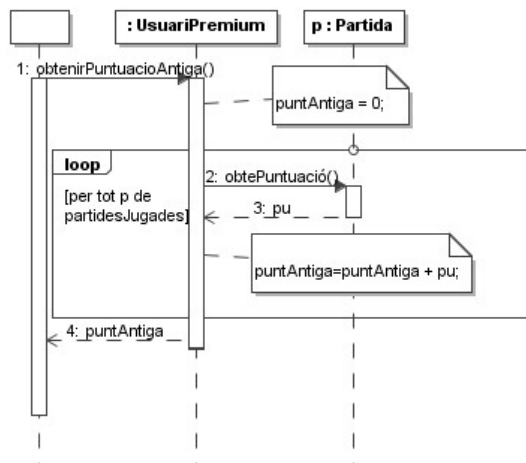 : UsuariPremium
p : Partida
1: obtenirPuntuacioAntiga()
puntAntiga = 0;
loop
2: obtePuntuació()
[per tot p de
partidesJugades]
3: pu
puntAntiga=puntAntiga + pu;
4: puntAntiga